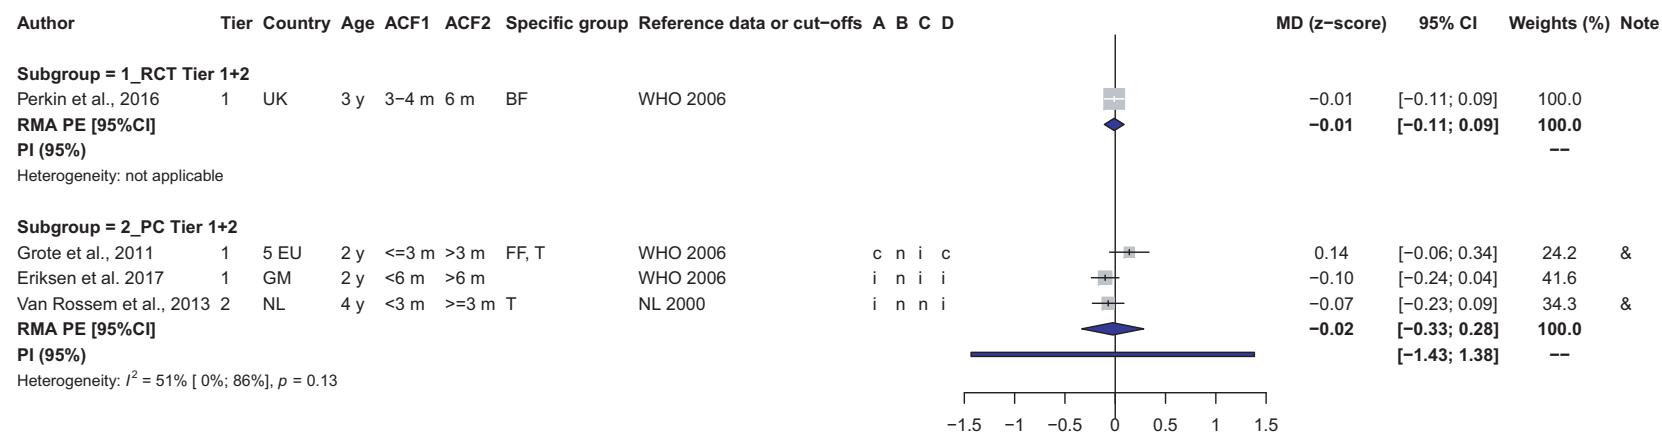 Author Tier Country Age ACF1 ACF2 Specific group Reference data or cut−offs A B C D MD (z−score) 95% CI Weights (%) Note
Subgroup = 1_RCT Tier 1+2
Perkin et al., 2016 1 UK 3 y 3−4 m 6 m BF WHO 2006 −0.01 [−0.11; 0.09] 100.0
RMA PE [95%CI] −0.01 [−0.11; 0.09] 100.0
PI (95%) −−
Heterogeneity: not applicable
Subgroup = 2_PC Tier 1+2
Grote et al., 2011 1 5 EU 2 y <=3 m >3 m FF, T WHO 2006 c n i c 0.14 [−0.06; 0.34] 24.2 &
Eriksen et al. 2017 1 GM 2 y <6 m >6 m WHO 2006 i n i i −0.10 [−0.24; 0.04] 41.6
Van Rossem et al., 2013 2 NL 4 y <3 m >=3 m T NL 2000 i n n i −0.07 [−0.23; 0.09] 34.3 &
RMA PE [95%CI] −0.02 [−0.33; 0.28] 100.0
PI (95%) [−1.43; 1.38] −−
Heterogeneity: I² = 51% [ 0%; 86%], p = 0.13
−1.5 −1 −0.5 0 0.5 1 1.5